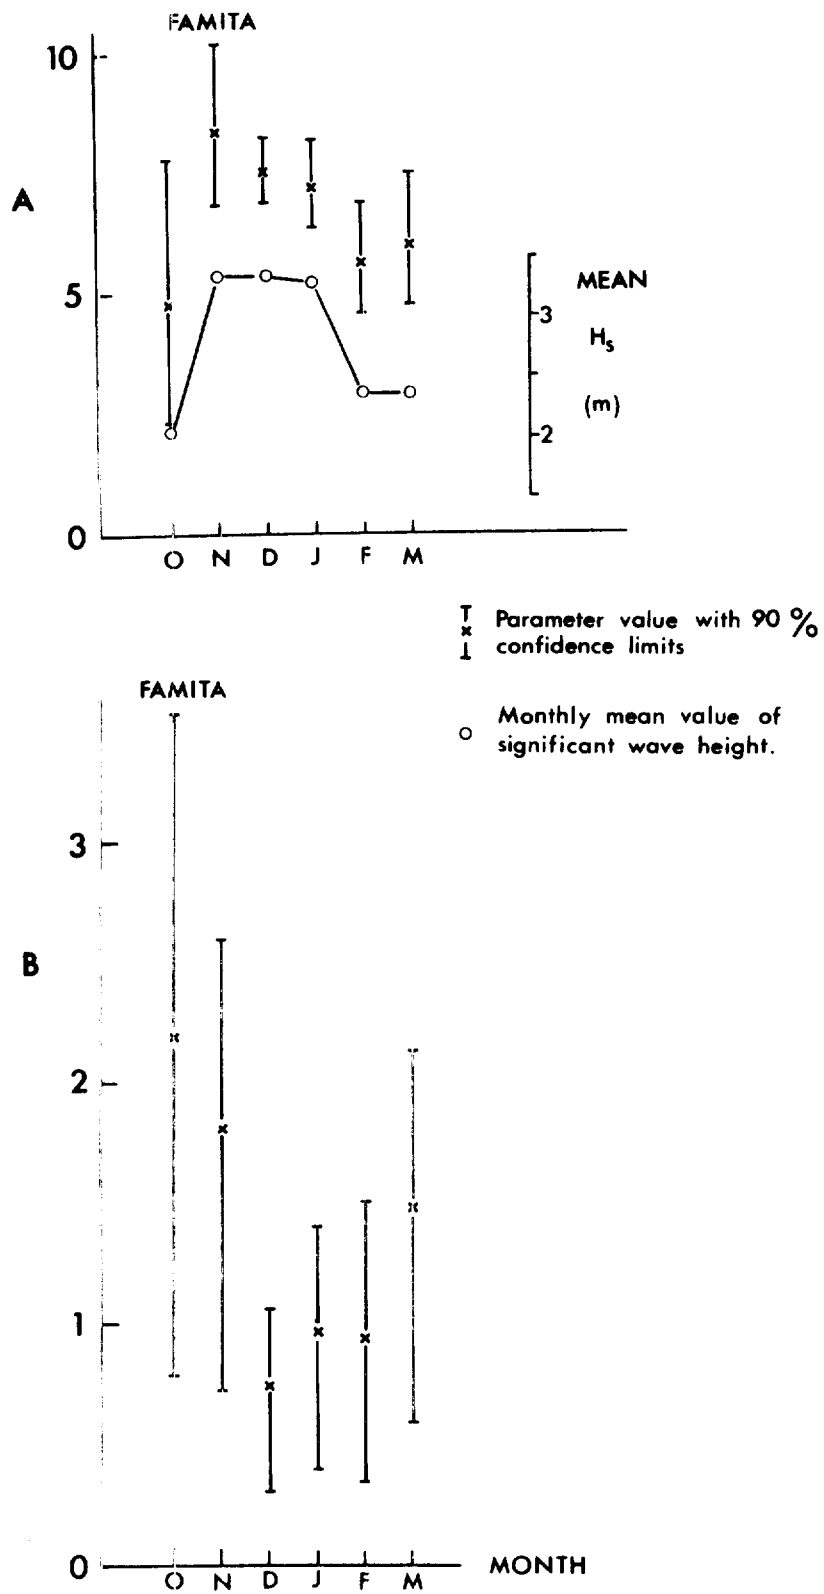 FAMITA
10
A
5
0
O N D J F M
MEAN
3
Hs
(m)
2
Parameter value with 90 %
confidence limits
Monthly mean value of
significant wave height.
FAMITA
3
B
2
1
0
O N D J F M
MONTH